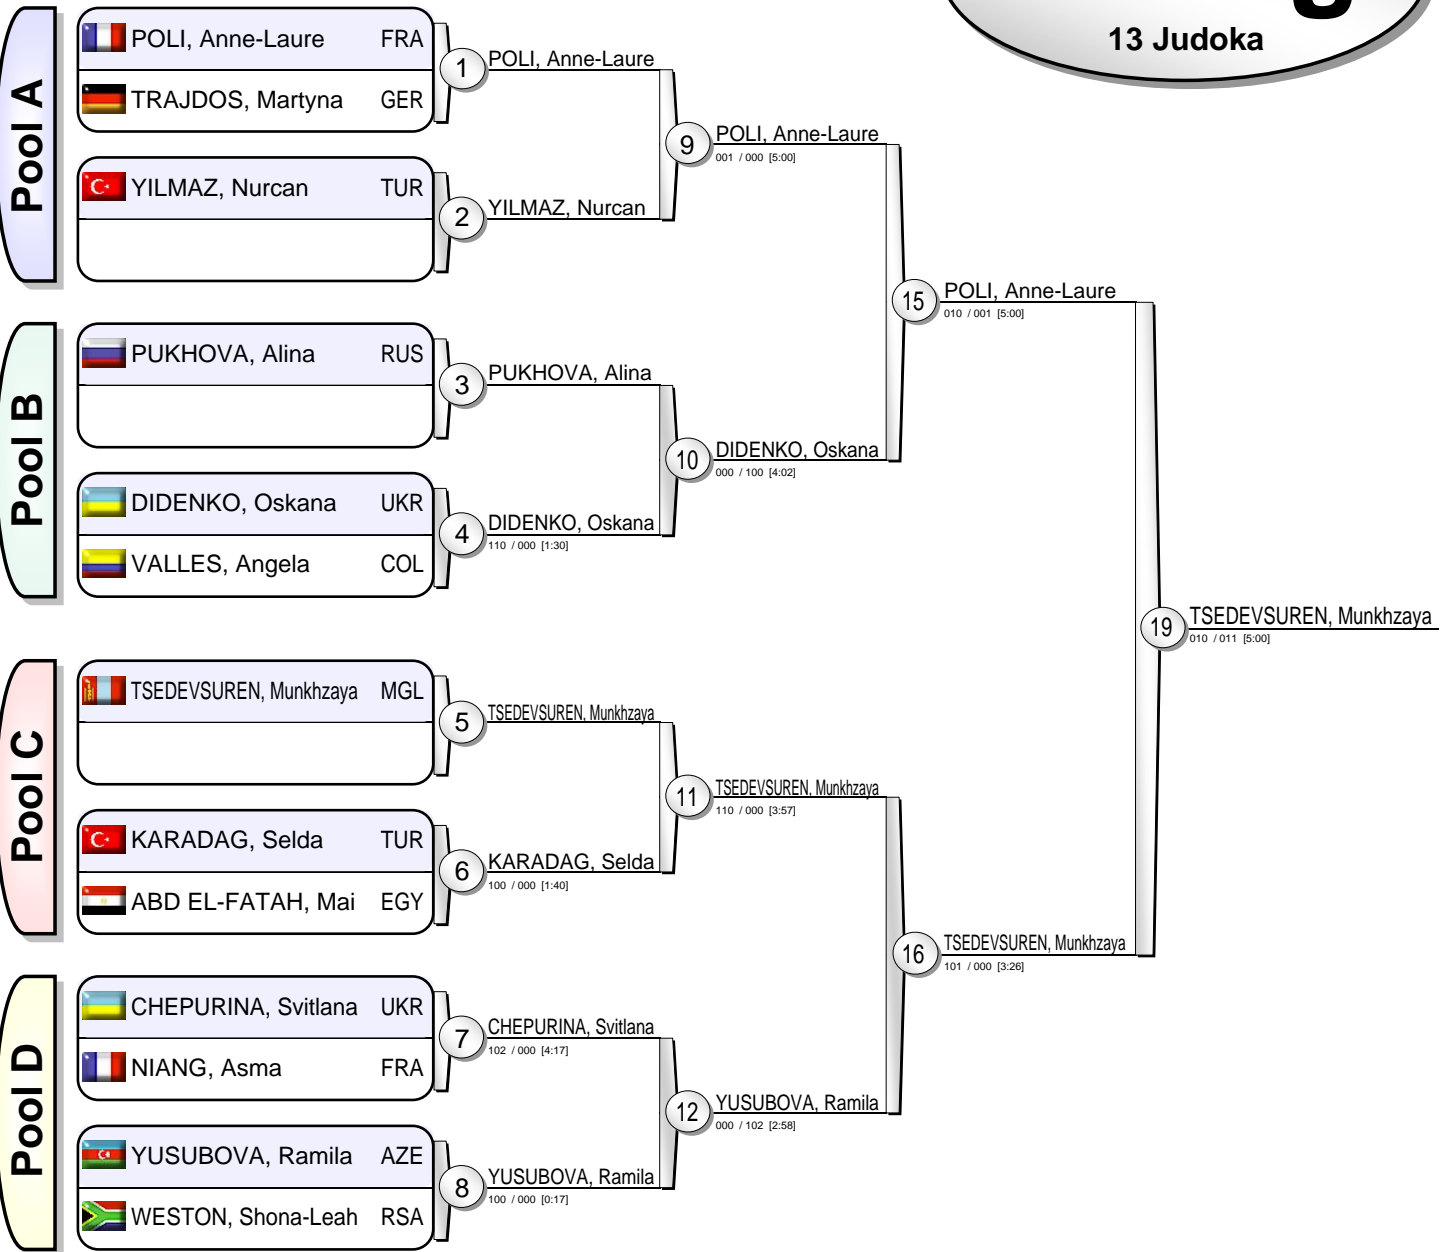 13 Judoka
Pool A
POLI, Anne-Laure FRA
TRAJDOS, Martyna GER
YILMAZ, Nurcan TUR
1
POLI, Anne-Laure
2
YILMAZ, Nurcan
9
POLI, Anne-Laure
001 / 000 [5:00]
Pool B
PUKHOVA, Alina RUS
DIDENKO, Oskana UKR
VALLES, Angela COL
3
PUKHOVA, Alina
4
DIDENKO, Oskana
110 / 000 [1:30]
10
DIDENKO, Oskana
000 / 100 [4:02]
15
POLI, Anne-Laure
010 / 001 [5:00]
Pool C
TSEDEVSUREN, Munkhzaya MGL
KARADAG, Selda TUR
ABD EL-FATAH, Mai EGY
5
TSEDEVSUREN, Munkhzaya
6
KARADAG, Selda
100 / 000 [1:40]
11
TSEDEVSUREN, Munkhzaya
110 / 000 [3:57]
Pool D
CHEPURINA, Svitlana UKR
NIANG, Asma FRA
YUSUBOVA, Ramila AZE
WESTON, Shona-Leah RSA
7
CHEPURINA, Svitlana
102 / 000 [4:17]
8
YUSUBOVA, Ramila
100 / 000 [0:17]
12
YUSUBOVA, Ramila
000 / 102 [2:58]
16
TSEDEVSUREN, Munkhzaya
101 / 000 [3:26]
19
TSEDEVSUREN, Munkhzaya
010 / 011 [5:00]